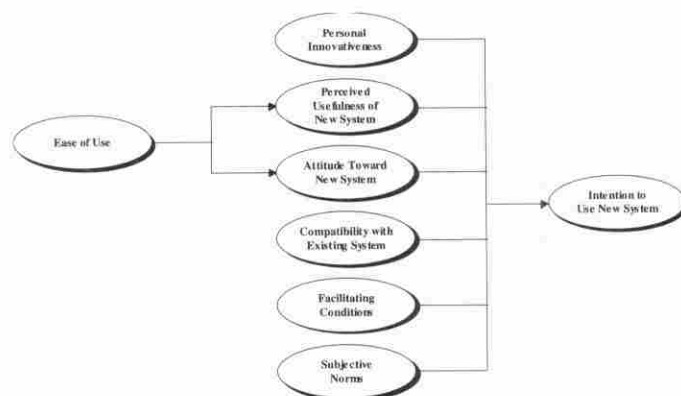 Personal
Innovativeness
Perceived
Usefulness of
New System
Ease of Use
Attitude Toward
New System
Intention to
Use New System
Compatibility with
Existing System
Facilitating
Conditions
Subjective
Norms